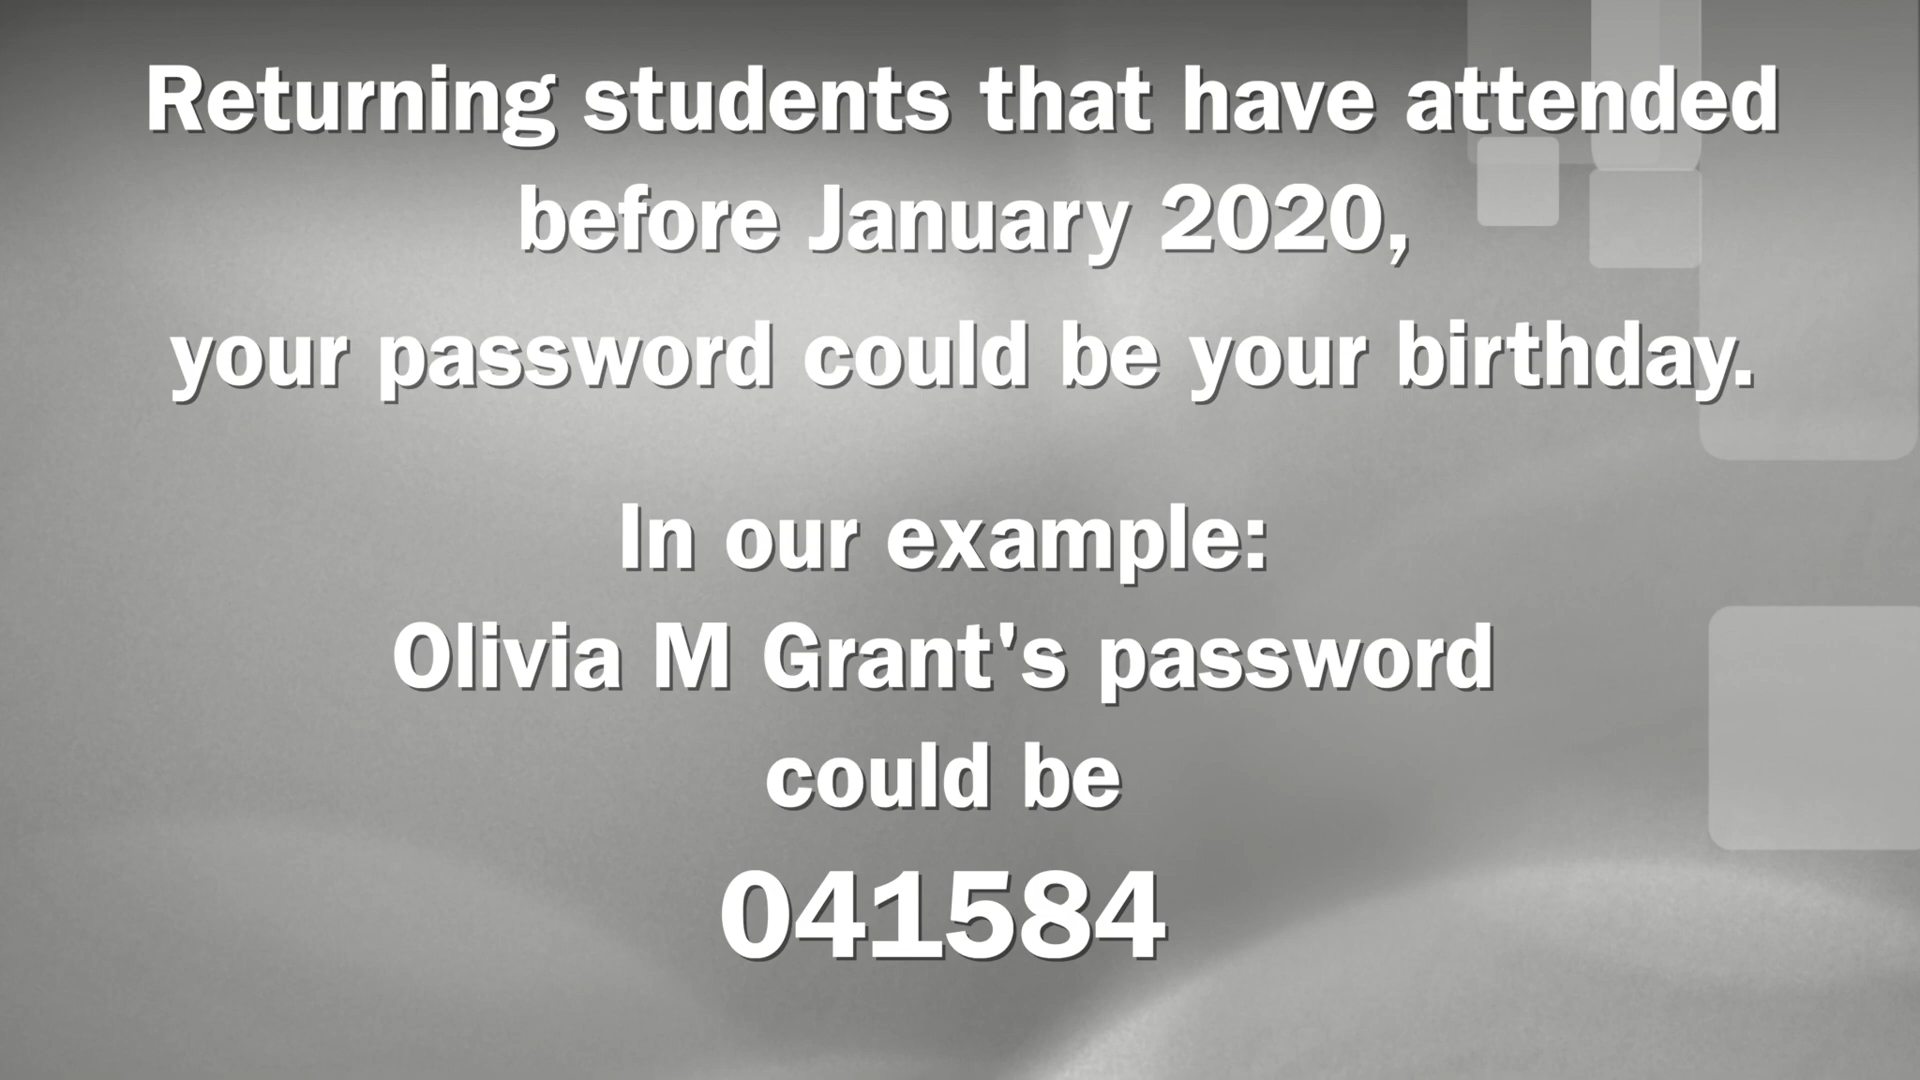 Returning students that have attended
before January 2020,
your password could be your birthday.
In our example:
Olivia M Grant's password
could be
041584